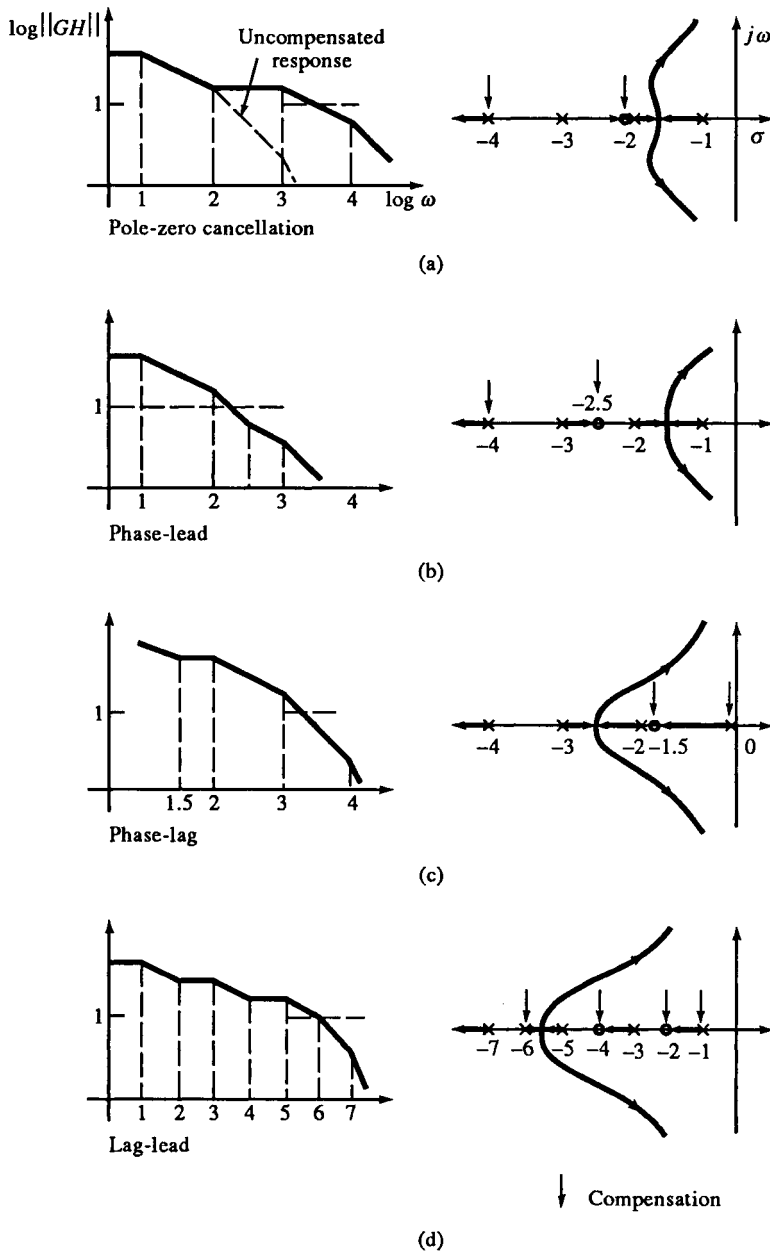 log||GH||
Uncompensated
response
1
1 2 3 4
log ω
Pole-zero cancellation
jω
σ
−4 −3 −2 −1
(a)
1
1 2 3 4
Phase-lead
−2.5
−4 −3 −2 −1
(b)
1
1.5 2 3 4
Phase-lag
−4 −3 −2 −1.5 0
(c)
1
1 2 3 4 5 6 7
Lag-lead
−7 −6 −5 −4 −3 −2 −1
Compensation
(d)